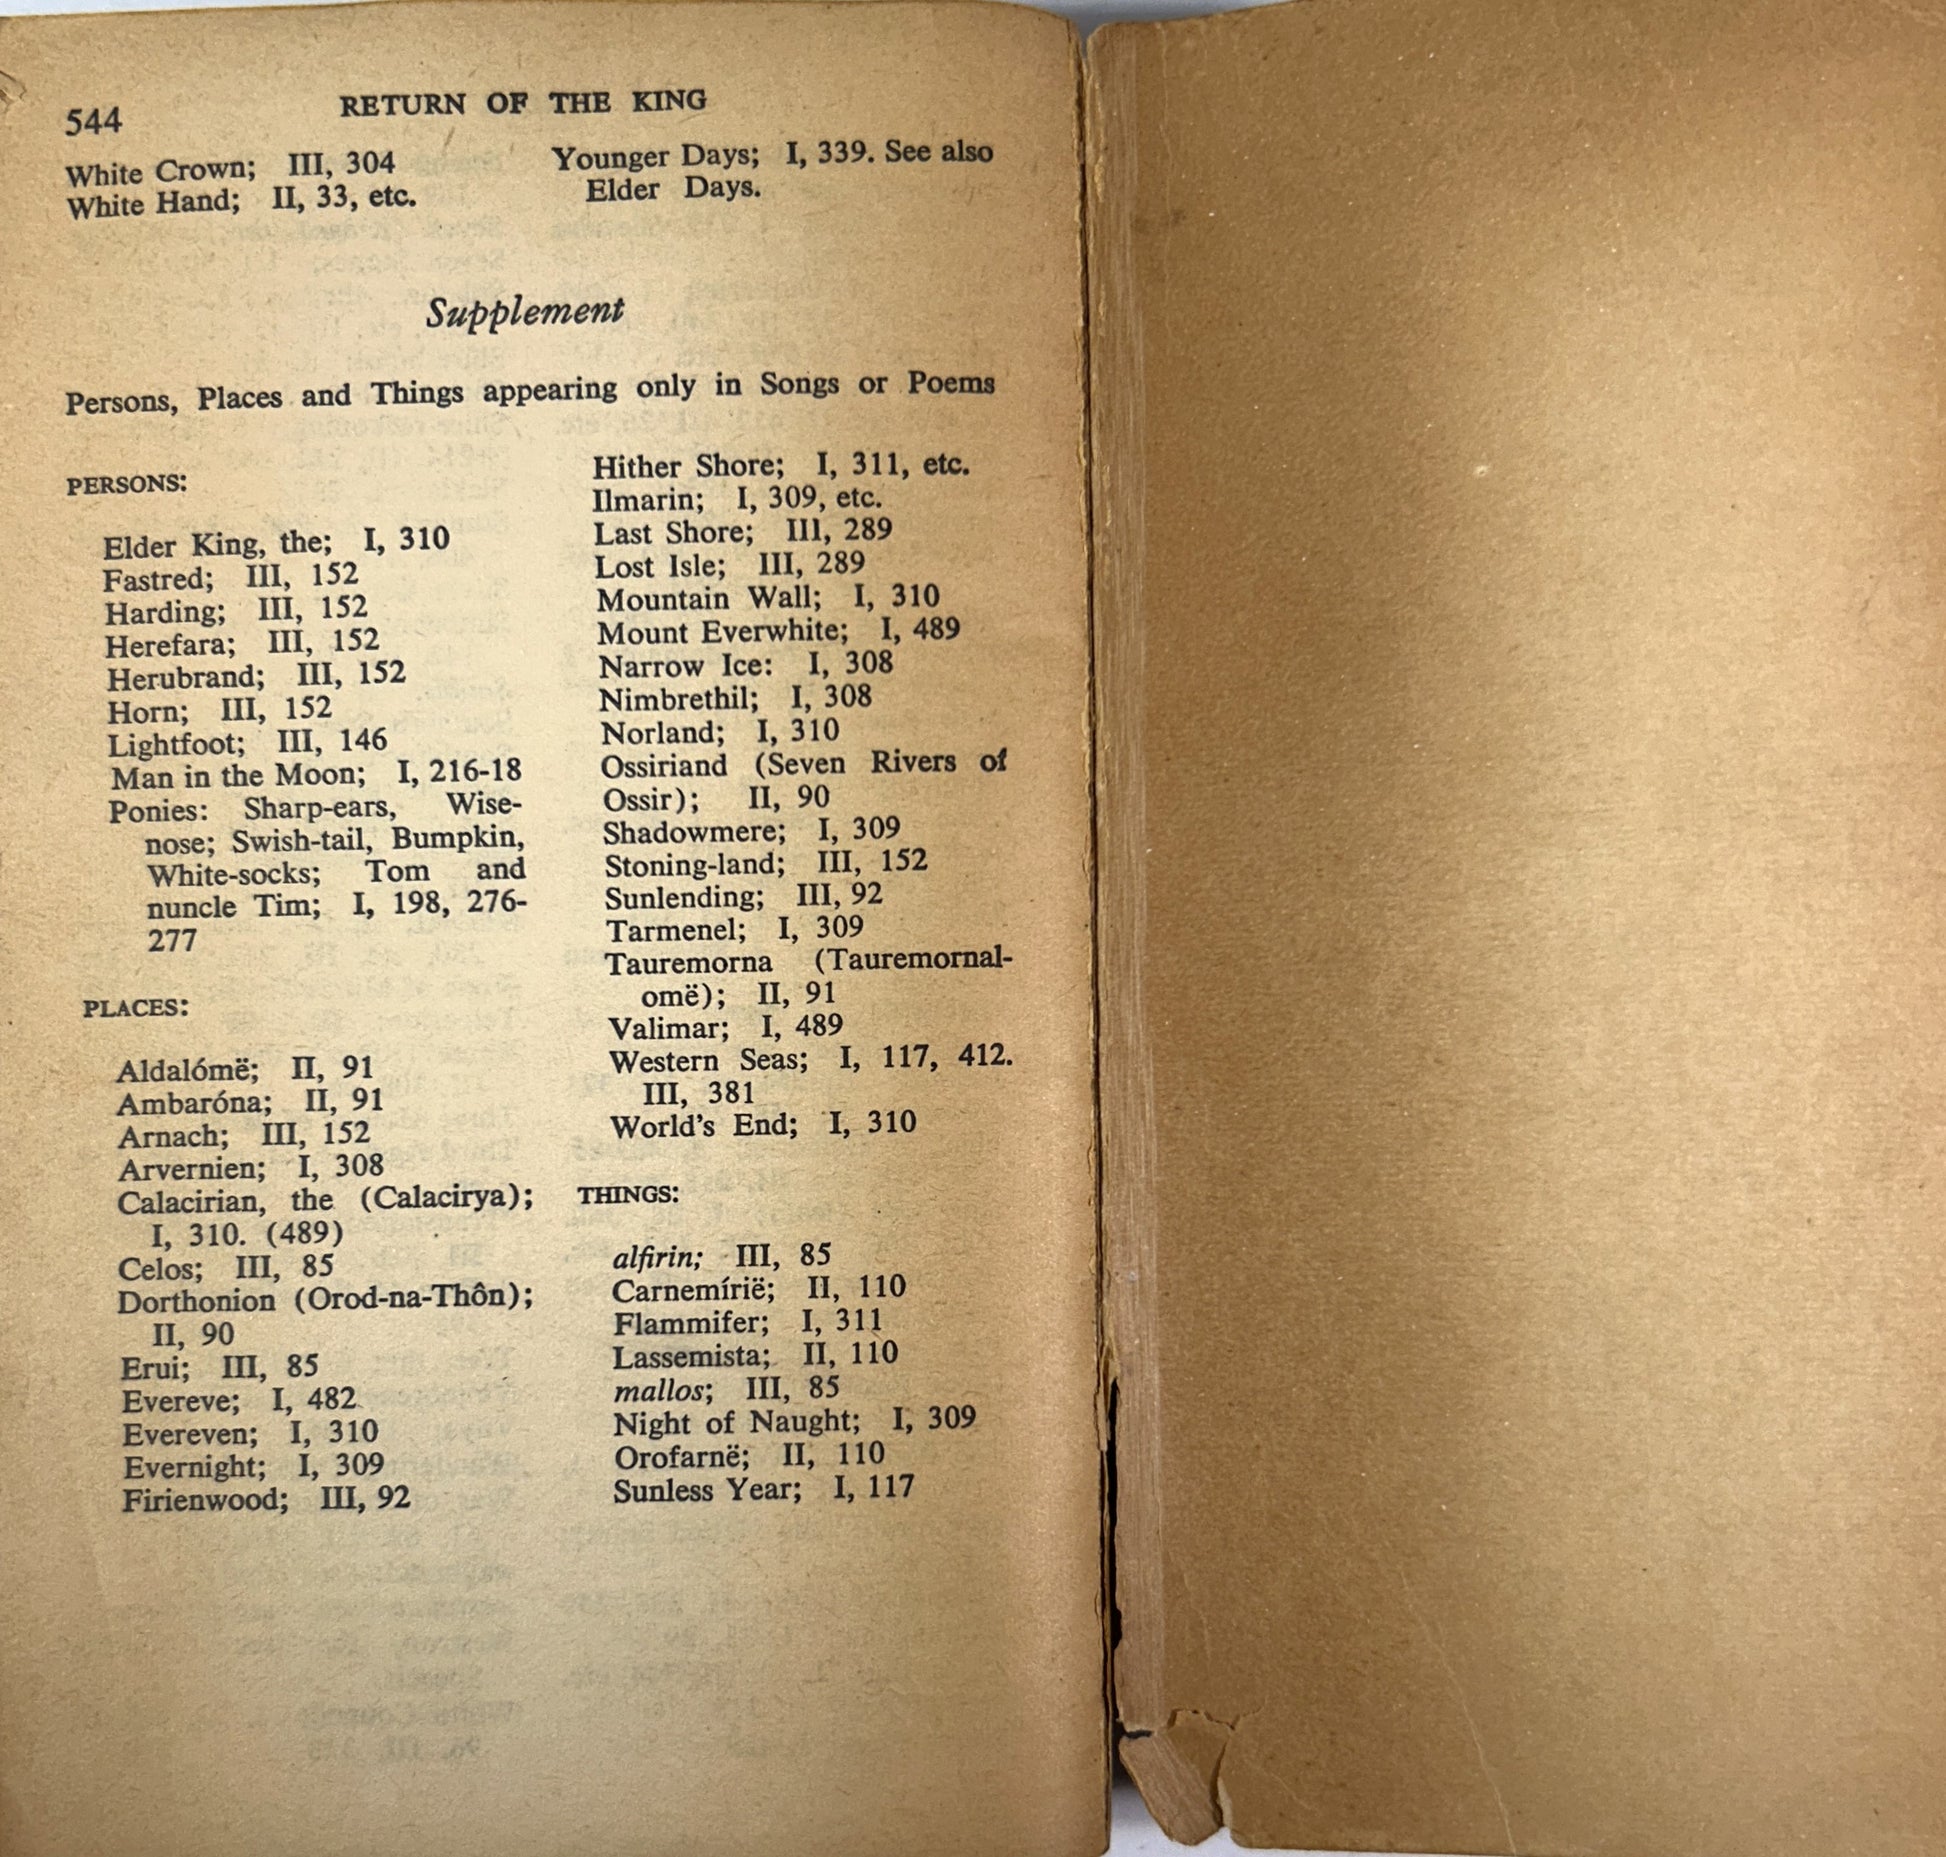 544
RETURN OF THE KING
White Crown; III, 304
White Hand; II, 33, etc.
Younger Days; I, 339. See also
Elder Days.
Supplement
Persons, Places and Things appearing only in Songs or Poems
PERSONS:
Elder King, the; I, 310
Fastred; III, 152
Harding; III, 152
Herefara; III, 152
Herubrand; III, 152
Horn; III, 152
Lightfoot; III, 146
Man in the Moon; I, 216-18
Ponies: Sharp-ears, Wise-
nose; Swish-tail, Bumpkin,
White-socks; Tom and
nuncle Tim; I, 198, 276-
277
PLACES:
Aldalómë; II, 91
Ambaróna; II, 91
Arnach; III, 152
Arvernien; I, 308
Calacirian, the (Calacirya);
I, 310. (489)
Celos; III, 85
Dorthonion (Orod-na-Thôn);
II, 90
Erui; III, 85
Evereve; I, 482
Evereven; I, 310
Evernight; I, 309
Firienwood; III, 92
Hither Shore; I, 311, etc.
Ilmarin; I, 309, etc.
Last Shore; III, 289
Lost Isle; III, 289
Mountain Wall; I, 310
Mount Everwhite; I, 489
Narrow Ice: I, 308
Nimbrethil; I, 308
Norland; I, 310
Ossiriand (Seven Rivers of
Ossir); II, 90
Shadowmere; I, 309
Stoning-land; III, 152
Sunlending; III, 92
Tarmenel; I, 309
Tauremorna (Tauremornal-
omë); II, 91
Valimar; I, 489
Western Seas; I, 117, 412.
III, 381
World's End; I, 310
THINGS:
alfirin; III, 85
Carnemírië; II, 110
Flammifer; I, 311
Lassemista; II, 110
mallos; III, 85
Night of Naught; I, 309
Orofarnë; II, 110
Sunless Year; I, 117